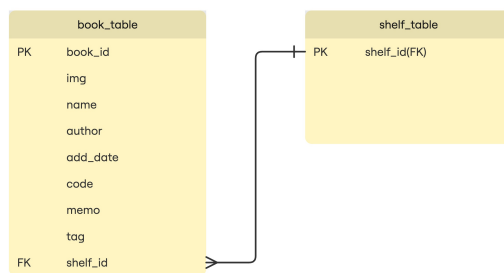 book_table
PK book_id
img
name
author
add_date
code
memo
tag
FK shelf_id
shelf_table
PK shelf_id(FK)